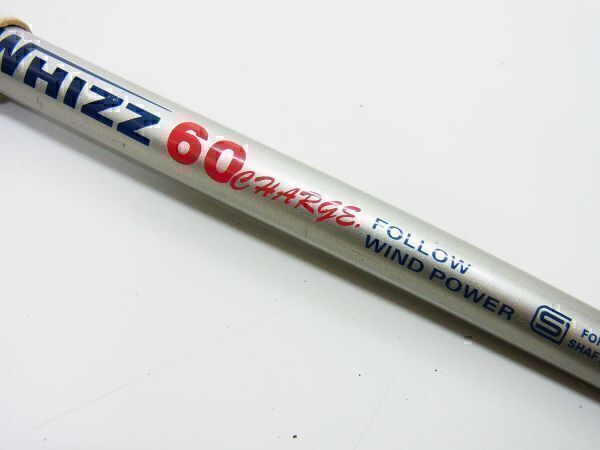 WHIZZ
60 CHARGE.
FOLLOW
WIND POWER
S